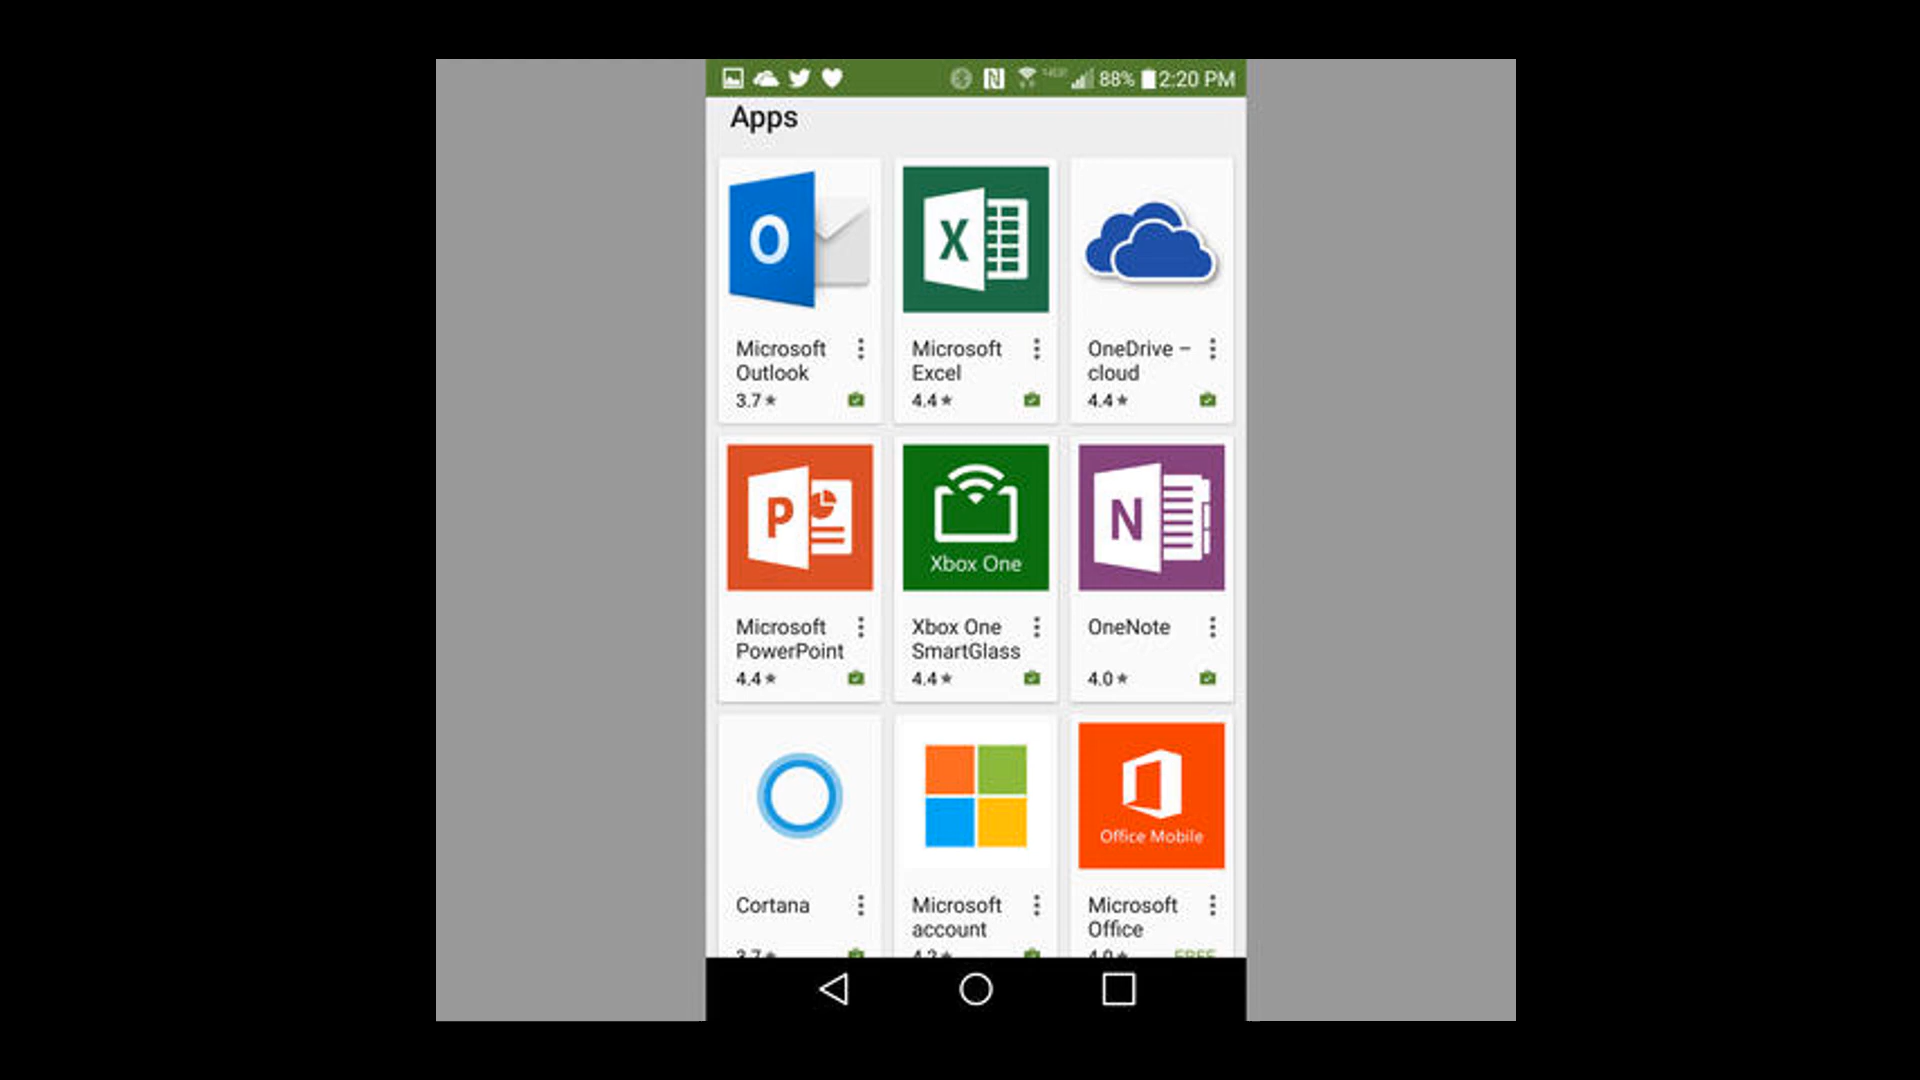 88% 2:20 PM
Apps
O
X
Microsoft
Outlook
3.7
Microsoft
Excel
4.4
OneDrive –
cloud
4.4
P
Xbox One
N
Microsoft
PowerPoint
4.4
Xbox One
SmartGlass
4.4
OneNote
4.0
Office Mobile
Cortana
Microsoft
account
Microsoft
Office